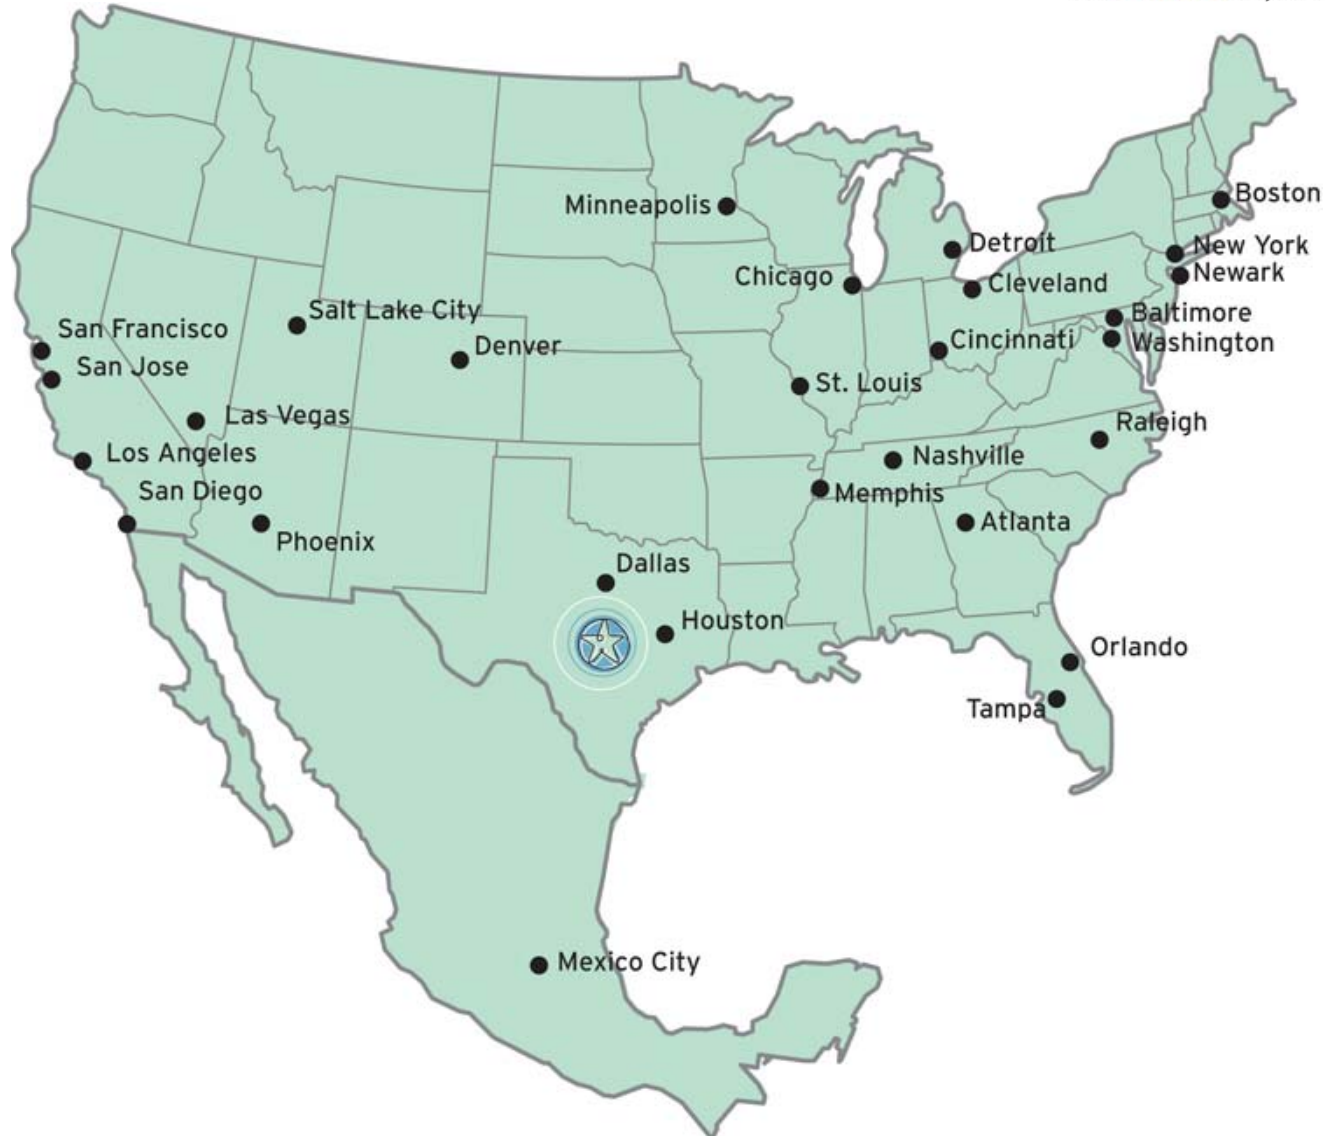 Minneapolis
Boston
Detroit
New York
Chicago
Newark
Cleveland
Salt Lake City
Baltimore
San Francisco
Denver
Cincinnati
Washington
San Jose
St. Louis
Las Vegas
Raleigh
Los Angeles
Nashville
San Diego
Memphis
Phoenix
Atlanta
Dallas
Houston
Orlando
Tampa
Mexico City